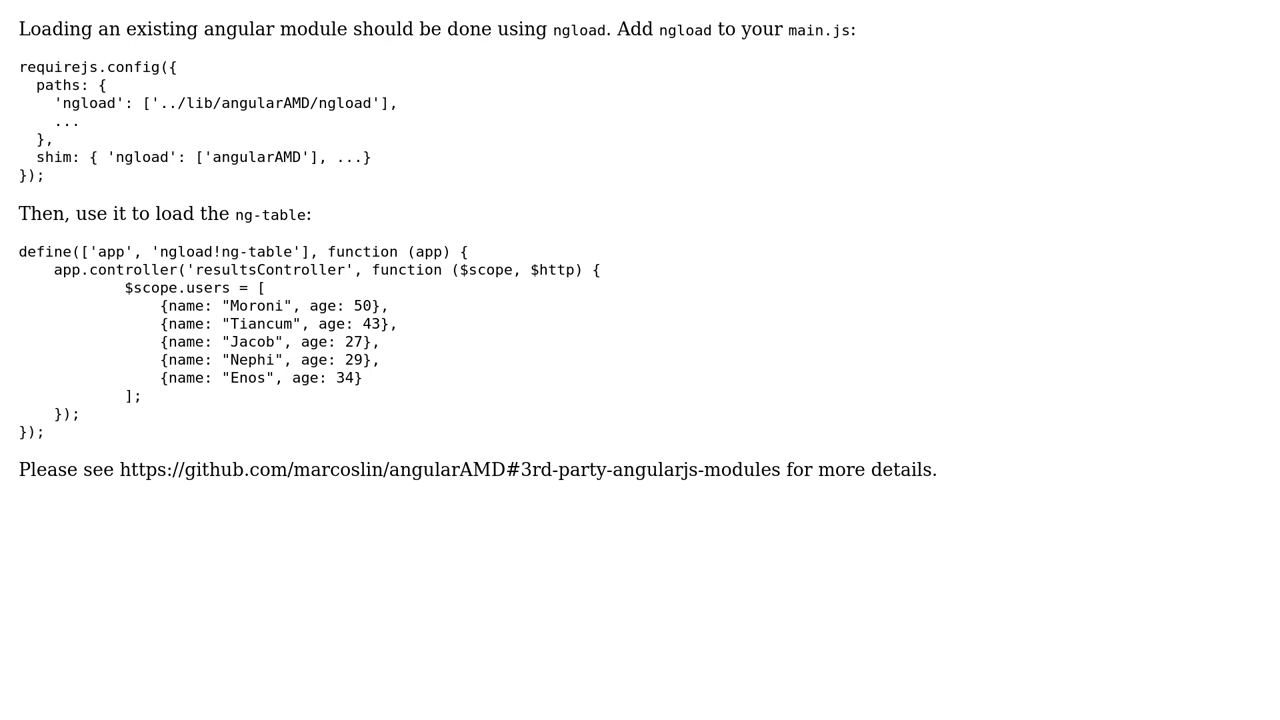 Loading an existing angular module should be done using ngload. Add ngload to your main.js:
requirejs.config({
  paths: {
    'ngload': ['../lib/angularAMD/ngload'],
    ...
  },
  shim: { 'ngload': ['angularAMD'], ...}
});
Then, use it to load the ng-table:
define(['app', 'ngload!ng-table'], function (app) {
    app.controller('resultsController', function ($scope, $http) {
            $scope.users = [
                {name: "Moroni", age: 50},
                {name: "Tiancum", age: 43},
                {name: "Jacob", age: 27},
                {name: "Nephi", age: 29},
                {name: "Enos", age: 34}
            ];
    });
});
Please see https://github.com/marcoslin/angularAMD#3rd-party-angularjs-modules for more details.